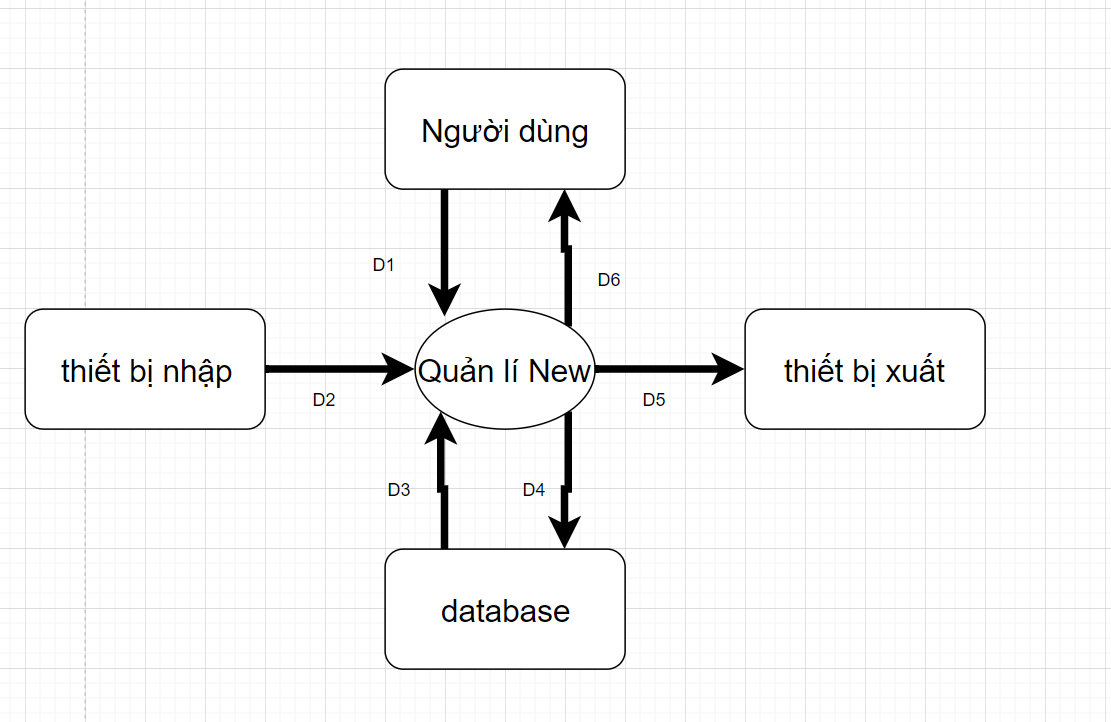 Người dùng
D1
D6
thiết bị nhập
Quản lí New
thiết bị xuất
D2
D5
D3
D4
database